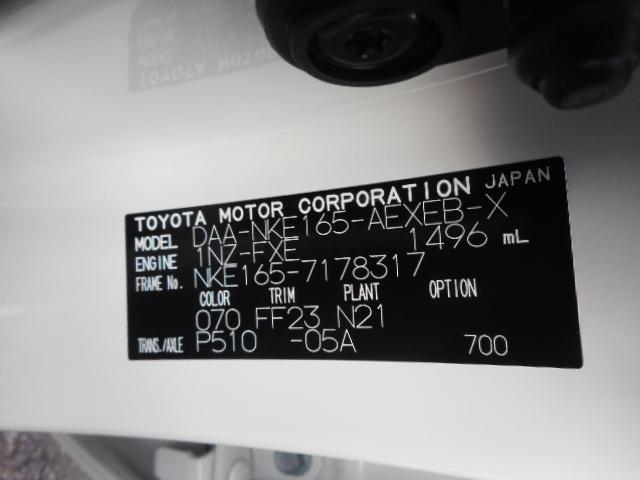 TOYOTA MOTOR CORPORATION JAPAN
MODEL DAA-NKE165-AEXEB-X
ENGINE 1NZ-FXE 1496 mL
FRAME No. NKE165-7178317
COLOR TRIM PLANT OPTION
070 FF23 N21
TRANS./AXLE P510 -05A 700